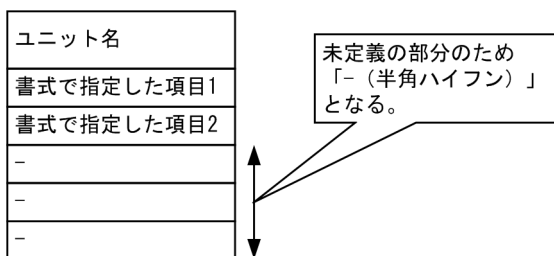 ユニット名
書式で指定した項目1
書式で指定した項目2
-
-
-
未定義の部分のため
「-(半角ハイフン)」
となる。